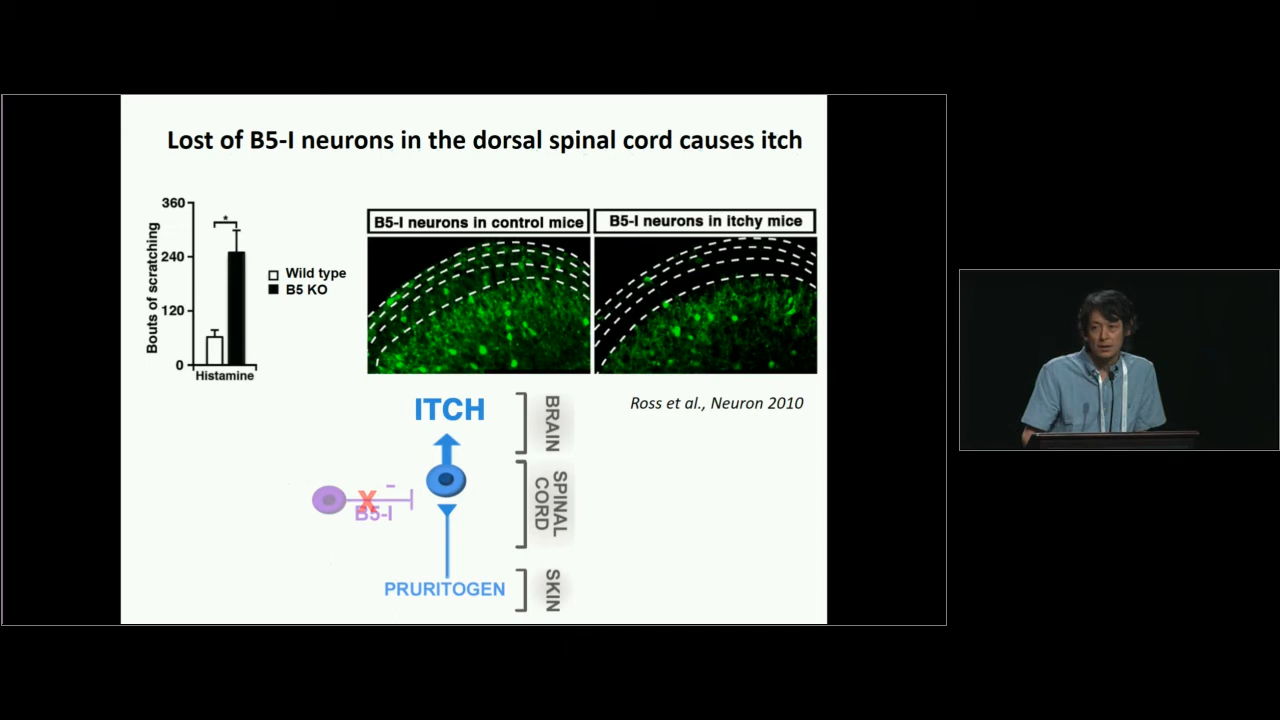 Lost of B5-I neurons in the dorsal spinal cord causes itch
360
240
120
0
Bouts of scratching
*
Histamine
Wild type
B5 KO
B5-I neurons in control mice
B5-I neurons in itchy mice
Ross et al., Neuron 2010
ITCH
BRAIN
X
-
B5-I
SPINAL
CORD
PRURITOGEN
SKIN